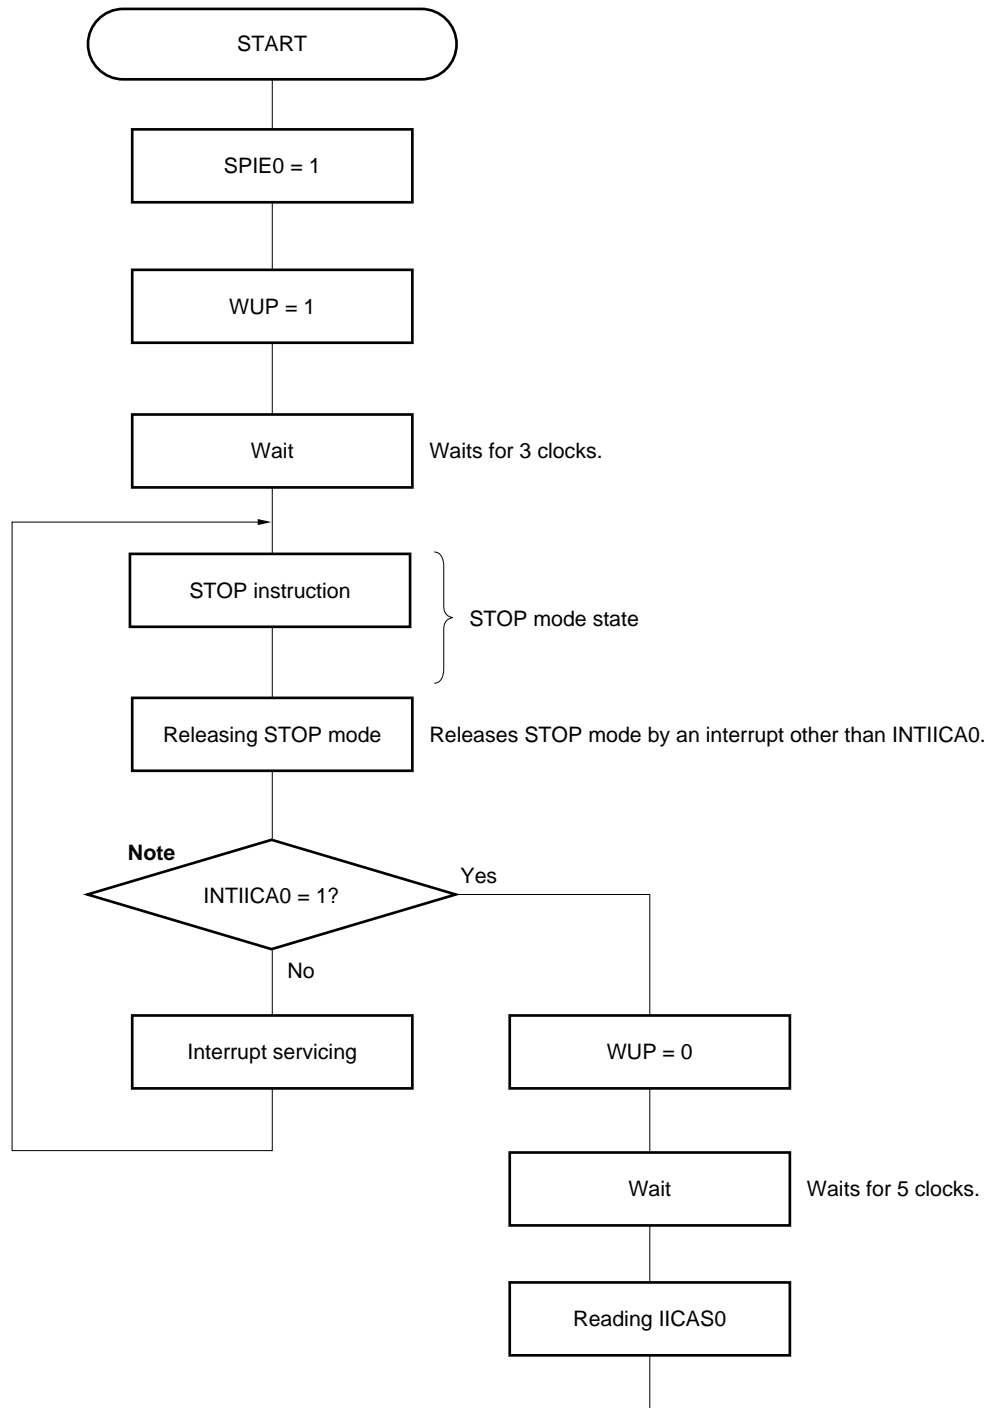 START
SPIE0 = 1
WUP = 1
Wait
Waits for 3 clocks.
STOP instruction
STOP mode state
Releasing STOP mode
Releases STOP mode by an interrupt other than INTIICA0.
Note
INTIICA0 = 1?
Yes
No
Interrupt servicing
WUP = 0
Wait
Waits for 5 clocks.
Reading IICAS0